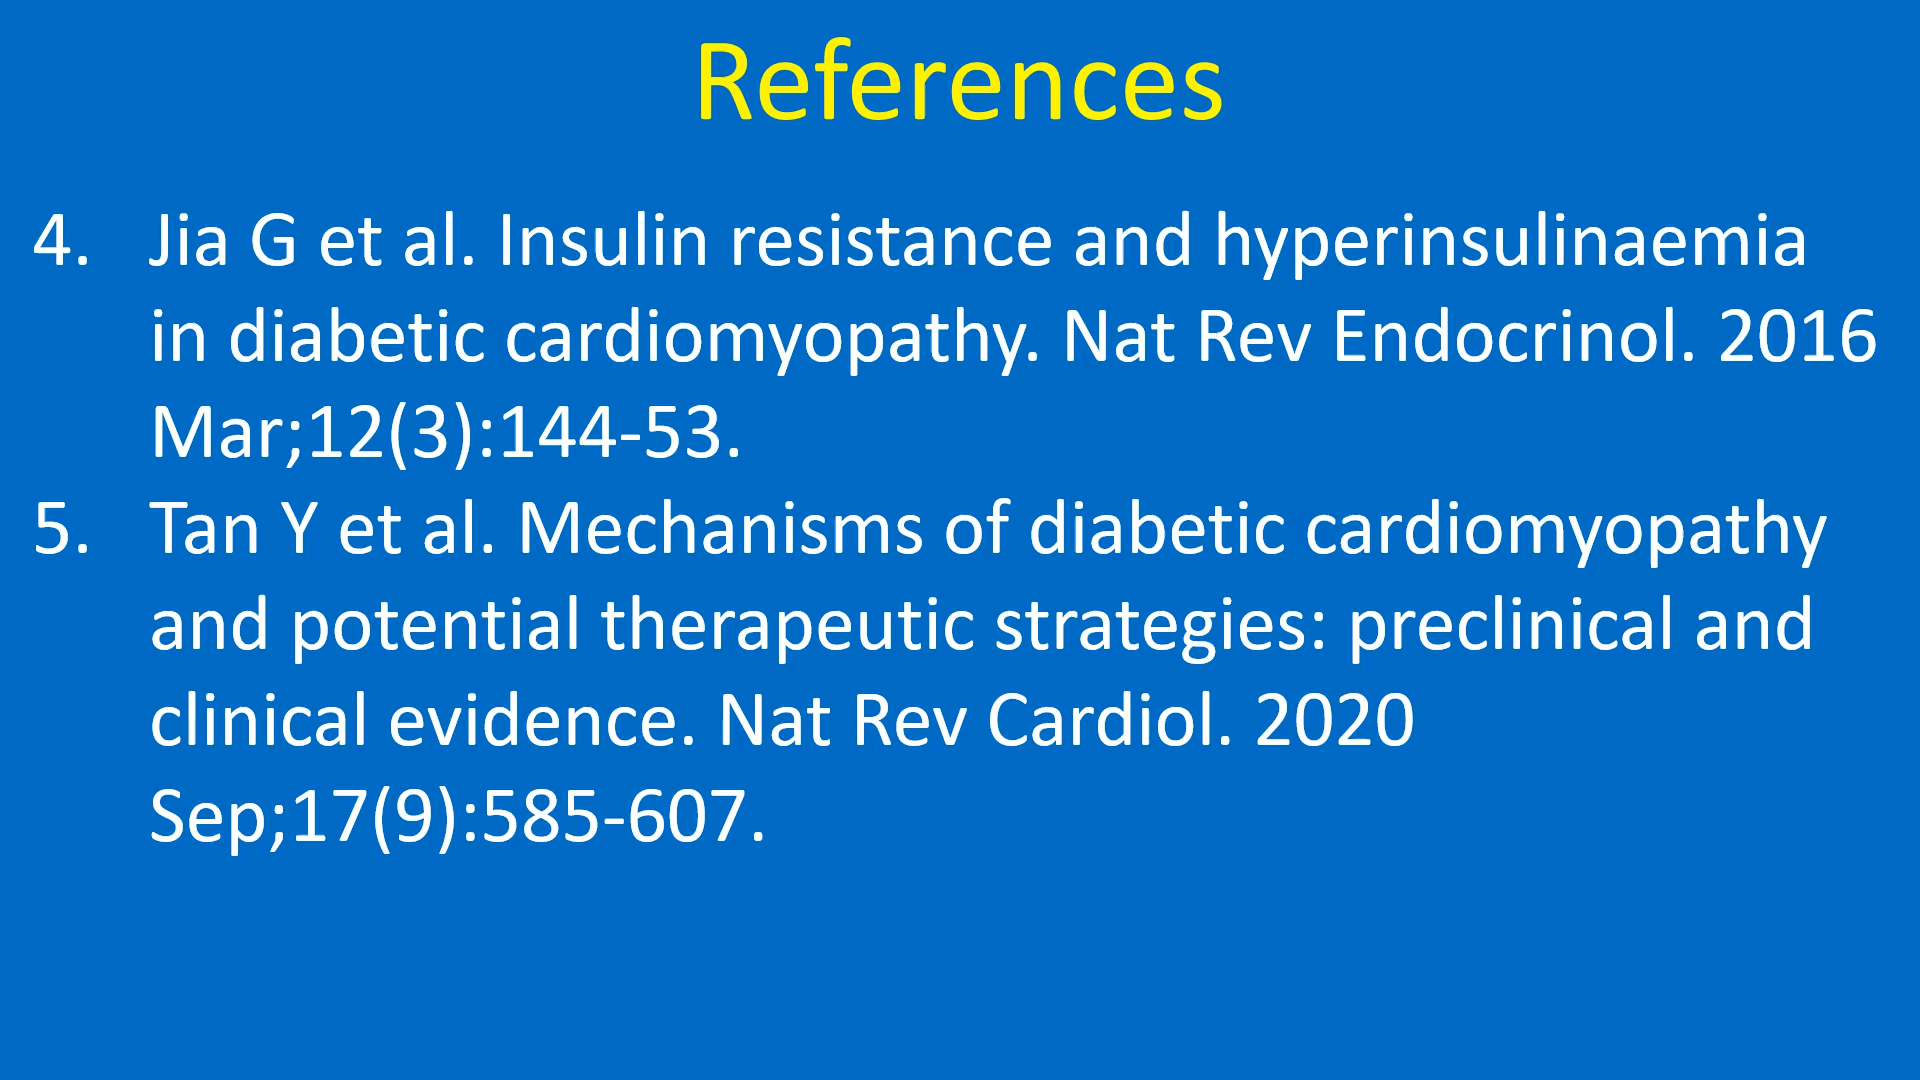 References
4. Jia G et al. Insulin resistance and hyperinsulinaemia
in diabetic cardiomyopathy. Nat Rev Endocrinol. 2016
Mar;12(3):144-53.
5. Tan Y et al. Mechanisms of diabetic cardiomyopathy
and potential therapeutic strategies: preclinical and
clinical evidence. Nat Rev Cardiol. 2020
Sep;17(9):585-607.